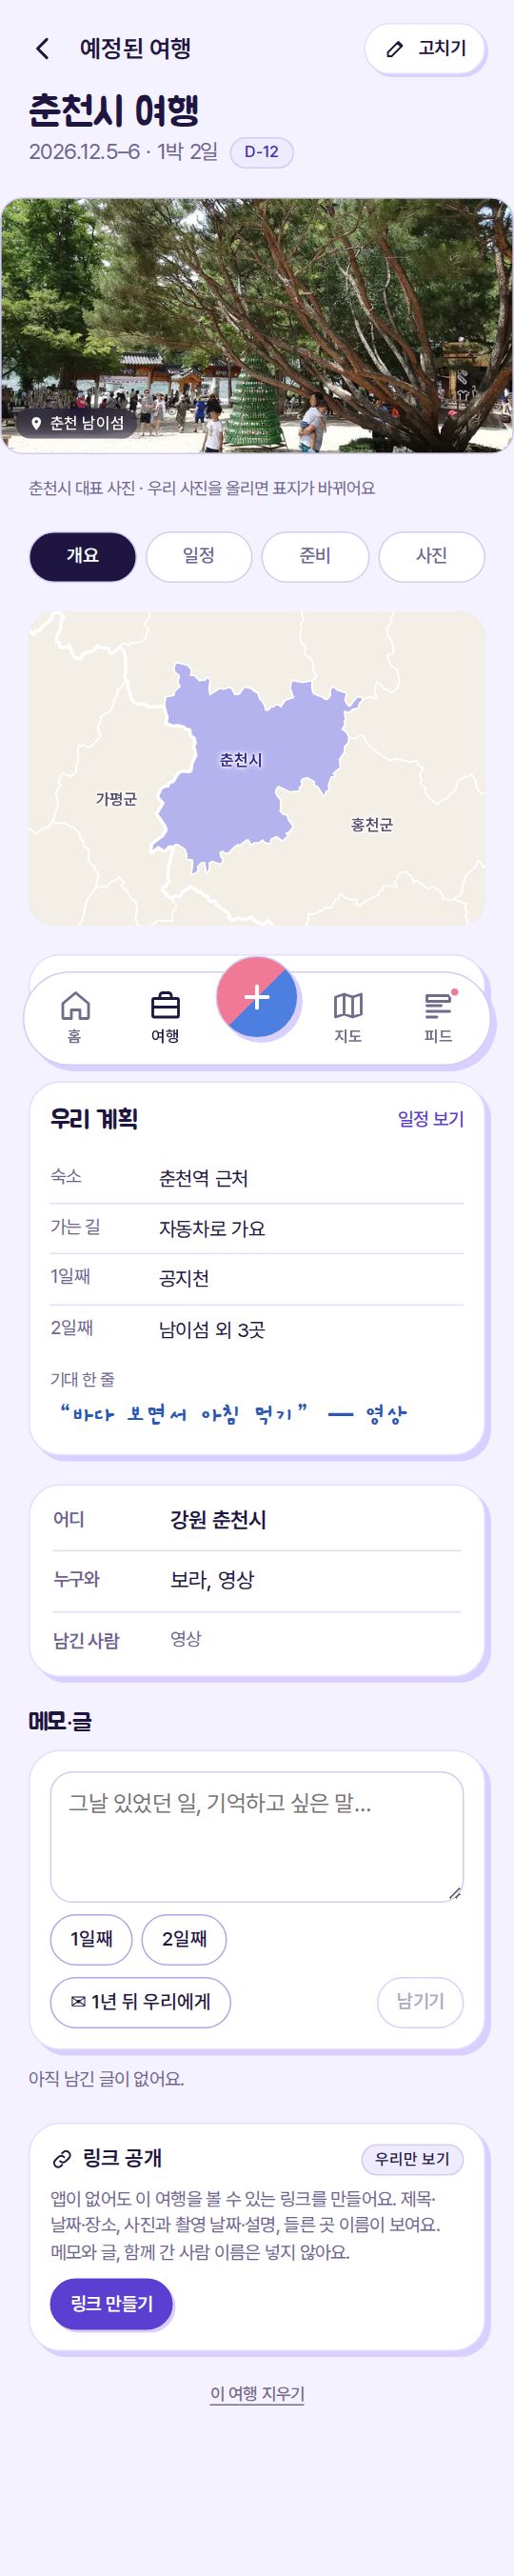 예정된 여행
고치기
춘천시 여행
2026.12.5–6 · 1박 2일
D-12
춘천 남이섬
춘천시 대표 사진 · 우리 사진을 올리면 표지가 바뀌어요
개요
일정
준비
사진
춘천시
가평군
홍천군
홈
여행
지도
피드
우리 계획
일정 보기
숙소 춘천역 근처
가는 길 자동차로 가요
1일째 공지천
2일째 남이섬 외 3곳
기대 한 줄
“바다 보면서 아침 먹기” — 영상
어디 강원 춘천시
누구와 보라, 영상
남긴 사람 영상
메모·글
그날 있었던 일, 기억하고 싶은 말…
1일째
2일째
✉ 1년 뒤 우리에게
남기기
아직 남긴 글이 없어요.
링크 공개
우리만 보기
앱이 없어도 이 여행을 볼 수 있는 링크를 만들어요. 제목·
날짜·장소, 사진과 촬영 날짜·설명, 들른 곳 이름이 보여요.
메모와 글, 함께 간 사람 이름은 넣지 않아요.
링크 만들기
이 여행 지우기